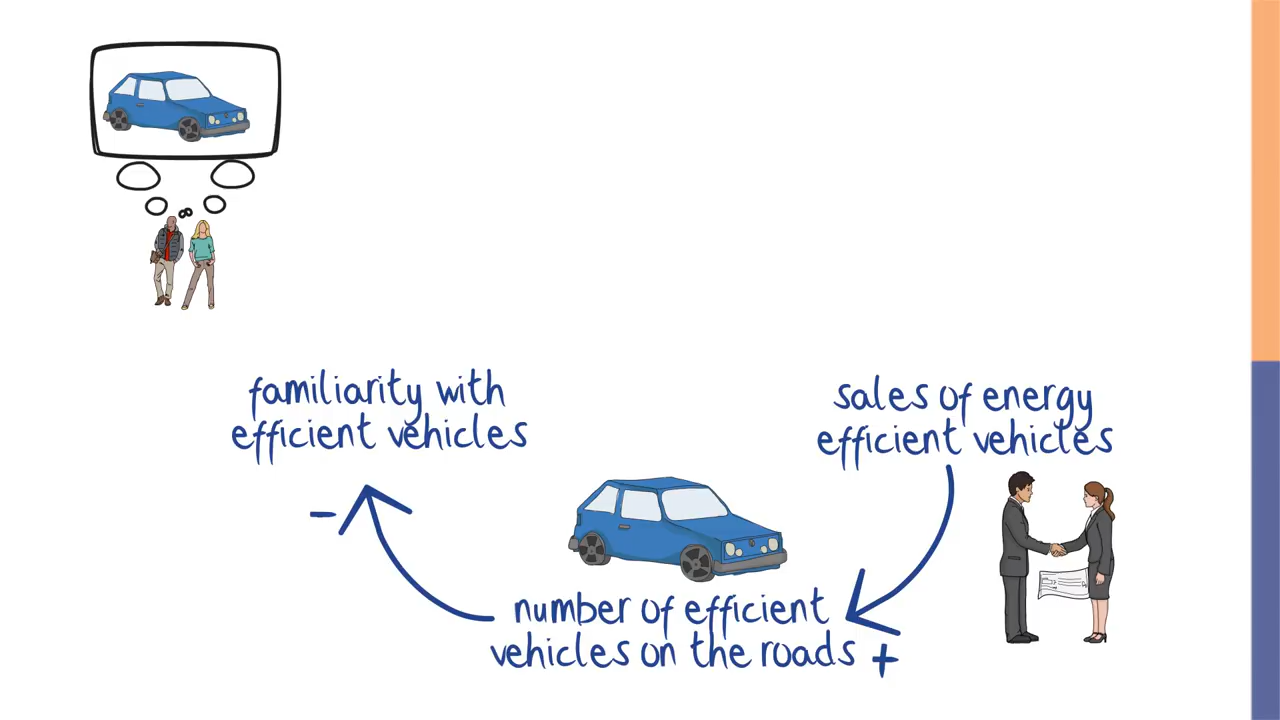 familiarity with
efficient vehicles
sales of energy
efficient vehicles
-
number of efficient
vehicles on the roads
+